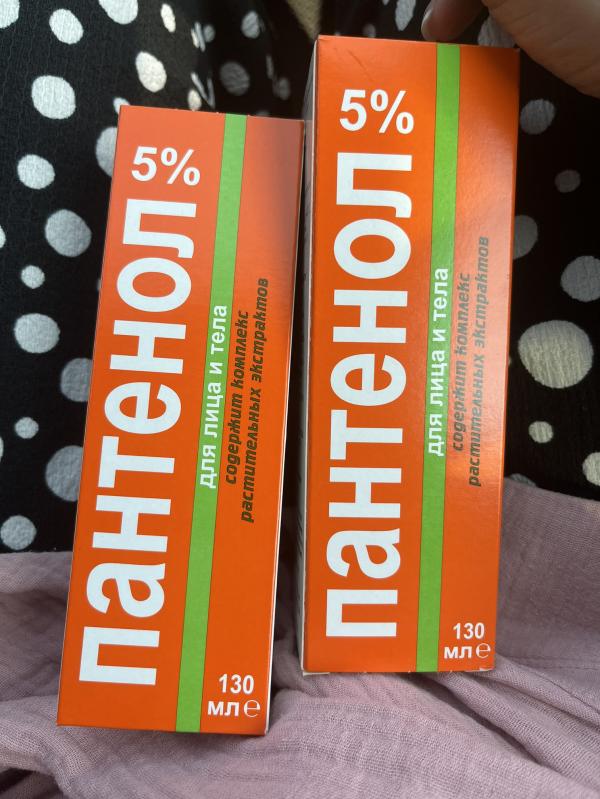 5%
пантенол
для лица и тела
содержит комплекс
растительных экстрактов
130
мл e
5%
пантенол
для лица и тела
содержит комплекс
растительных экстрактов
130
мл e